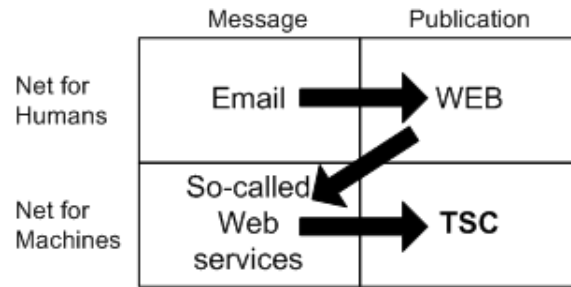 Message Publication
Net for
Humans
Email WEB
Net for
Machines
So-called
Web
services
TSC